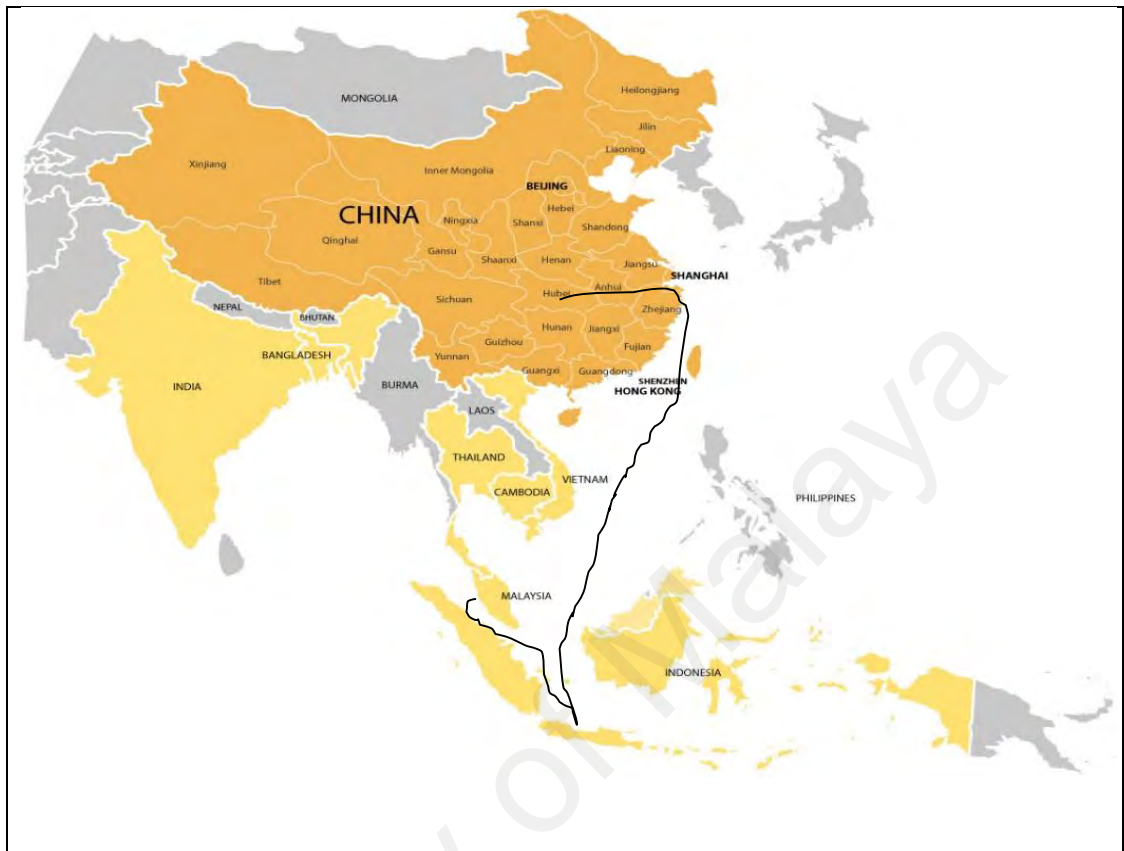 MONGOLIA
Heilongjiang
Jilin
Liaoning
Xinjiang
Inner Mongolia
BEIJING
Hebei
CHINA
Ningxia
Shanxi
Shandong
Qinghai
Gansu
Shaanxi
Henan
Jiangsu
SHANGHAI
Tibet
Sichuan
Hubei
Anhui
Zhejiang
NEPAL
BHUTAN
Hunan
Jiangxi
Guizhou
Fujian
BANGLADESH
Yunnan
Guangxi
Guangdong
SHENZHEN
HONG KONG
INDIA
BURMA
LAOS
THAILAND
VIETNAM
CAMBODIA
PHILIPPINES
MALAYSIA
INDONESIA
y of Malaya